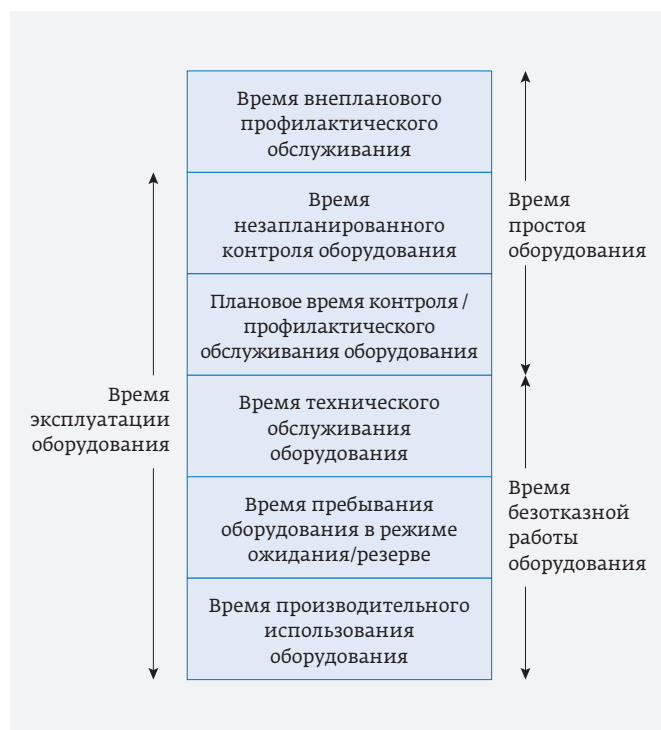 Время внепланового
профилактического
обслуживания
Время
незапланированного
контроля оборудования
Время
простоя
оборудования
Плановое время контроля /
профилактического
обслуживания оборудования
Время
эксплуатации
оборудования
Время технического
обслуживания
оборудования
Время пребывания
оборудования в режиме
ожидания/резерве
Время
безотказной
работы
оборудования
Время производительного
использования
оборудования